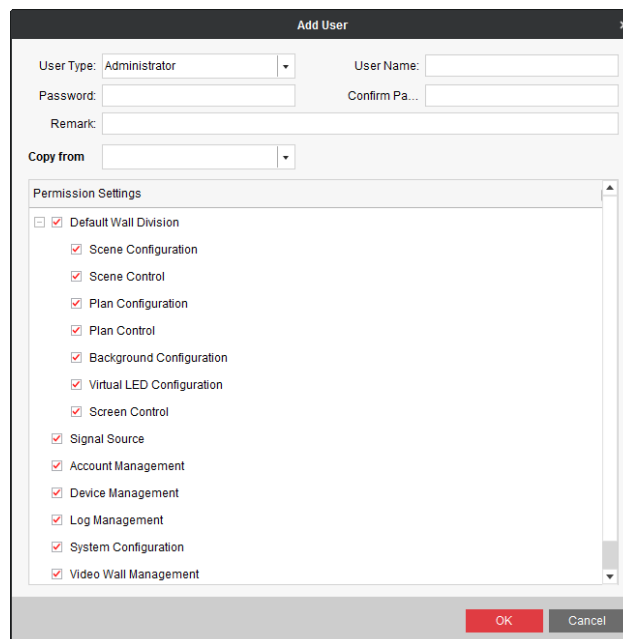 Add User
User Type: Administrator User Name:
Password: Confirm Pa...
Remark:
Copy from
Permission Settings
Default Wall Division
Scene Configuration
Scene Control
Plan Configuration
Plan Control
Background Configuration
Virtual LED Configuration
Screen Control
Signal Source
Account Management
Device Management
Log Management
System Configuration
Video Wall Management
OK Cancel